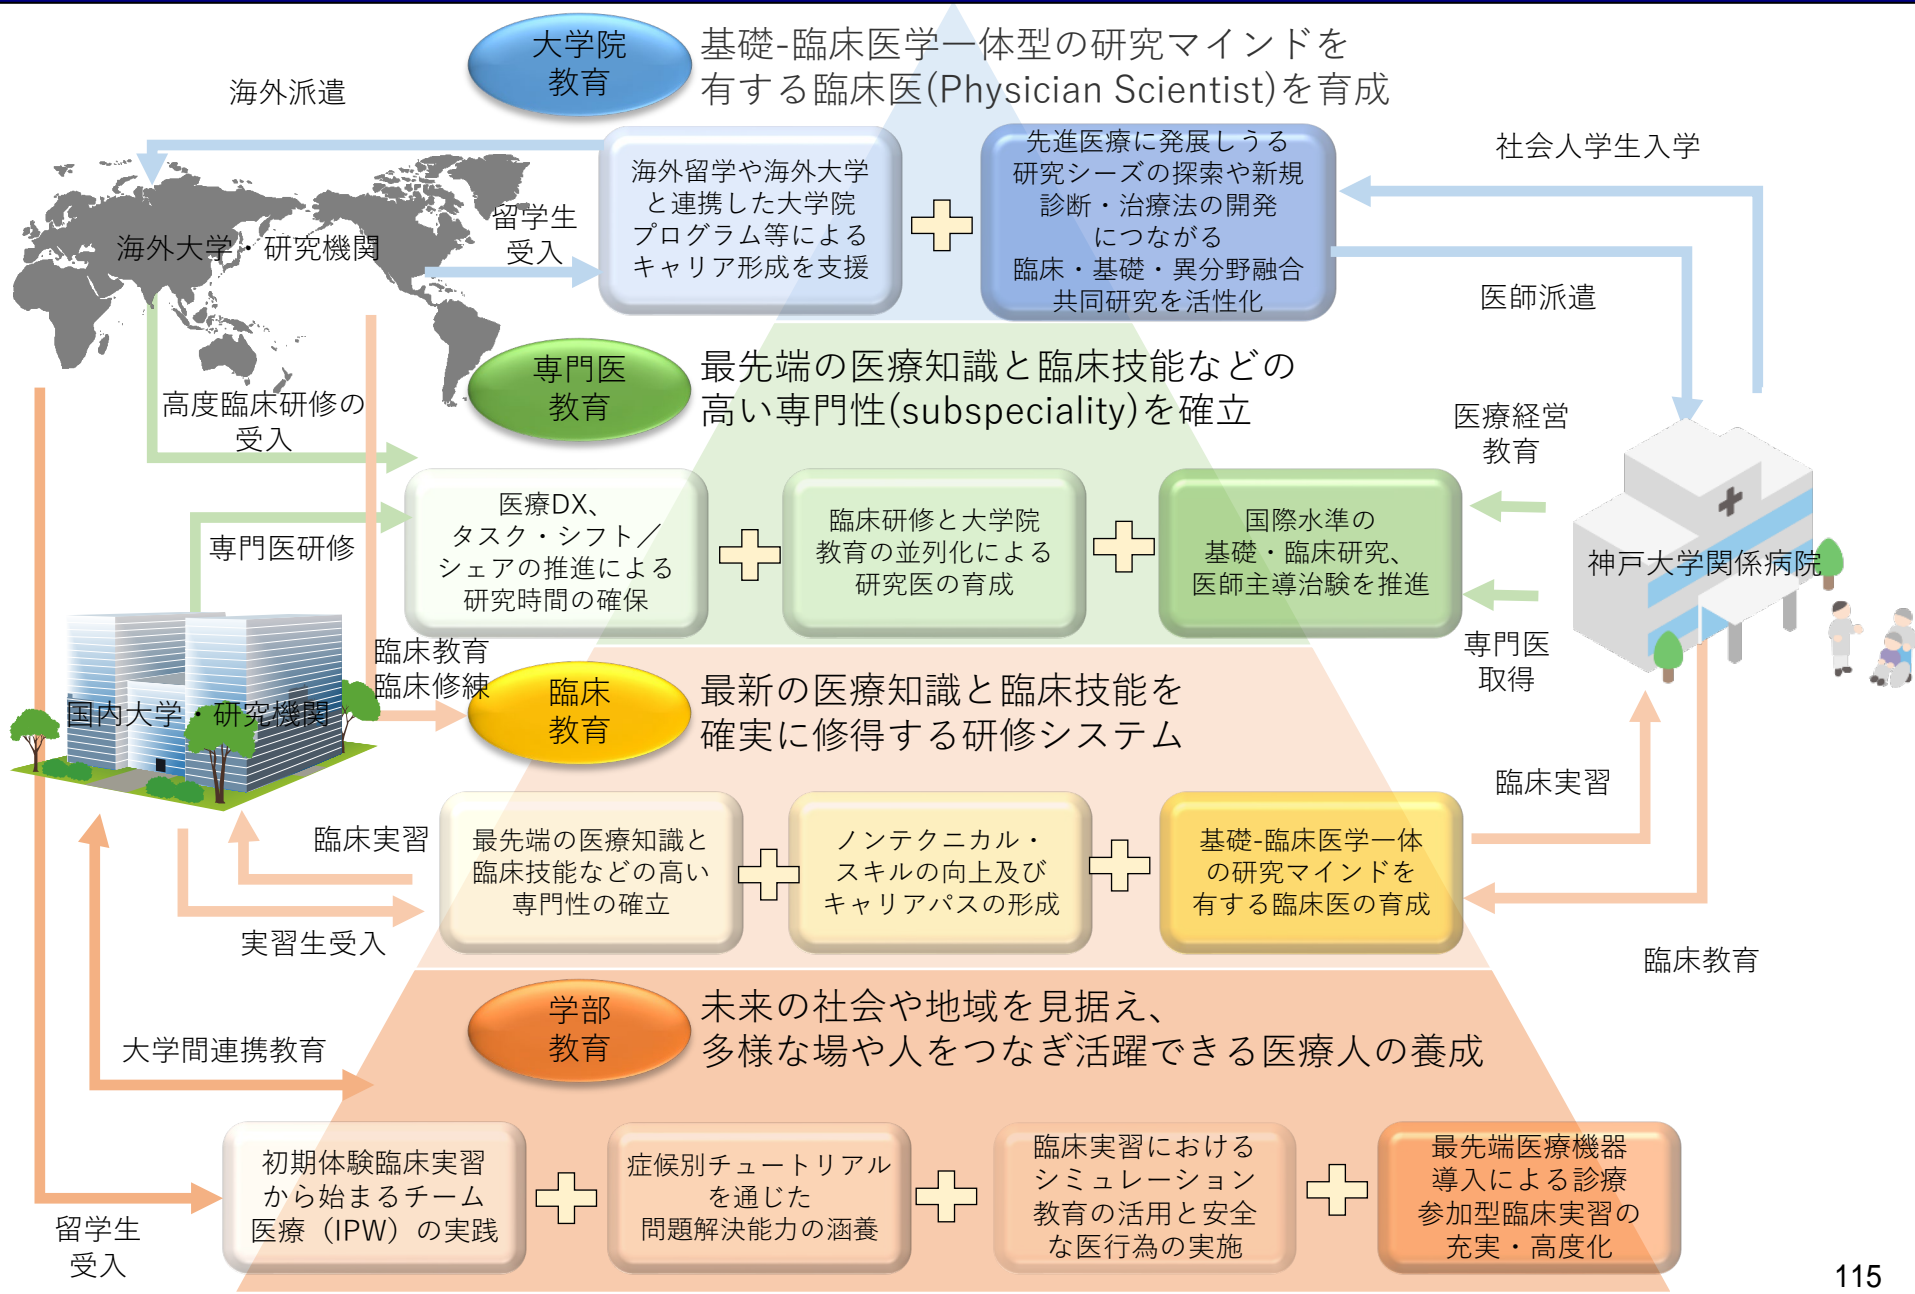 大学院
教育
基礎-臨床医学一体型の研究マインドを
有する臨床医(Physician Scientist)を育成
海外派遣
海外大学・研究機関
留学生
受入
海外留学や海外大学
と連携した大学院
プログラム等による
キャリア形成を支援
先進医療に発展しうる
研究シーズの探索や新規
診断・治療法の開発
につながる
臨床・基礎・異分野融合
共同研究を活性化
社会人学生入学
医師派遣
専門医
教育
最先端の医療知識と臨床技能などの
高い専門性(subspeciality)を確立
高度臨床研修の
受入
専門医研修
医療DX、
タスク・シフト／
シェアの推進による
研究時間の確保
臨床研修と大学院
教育の並列化による
研究医の育成
国際水準の
基礎・臨床研究、
医師主導治験を推進
医療経営
教育
神戸大学関係病院
専門医
取得
国内大学・研究機関
臨床教育
臨床修練
臨床
教育
最新の医療知識と臨床技能を
確実に修得する研修システム
臨床実習
実習生受入
最先端の医療知識と
臨床技能などの高い
専門性の確立
ノンテクニカル・
スキルの向上及び
キャリアパスの形成
基礎-臨床医学一体
の研究マインドを
有する臨床医の育成
臨床実習
臨床教育
学部
教育
未来の社会や地域を見据え、
多様な場や人をつなぎ活躍できる医療人の養成
大学間連携教育
留学生
受入
初期体験臨床実習
から始まるチーム
医療（IPW）の実践
症候別チュートリアル
を通じた
問題解決能力の涵養
臨床実習における
シミュレーション
教育の活用と安全
な医行為の実施
最先端医療機器
導入による診療
参加型臨床実習の
充実・高度化
115